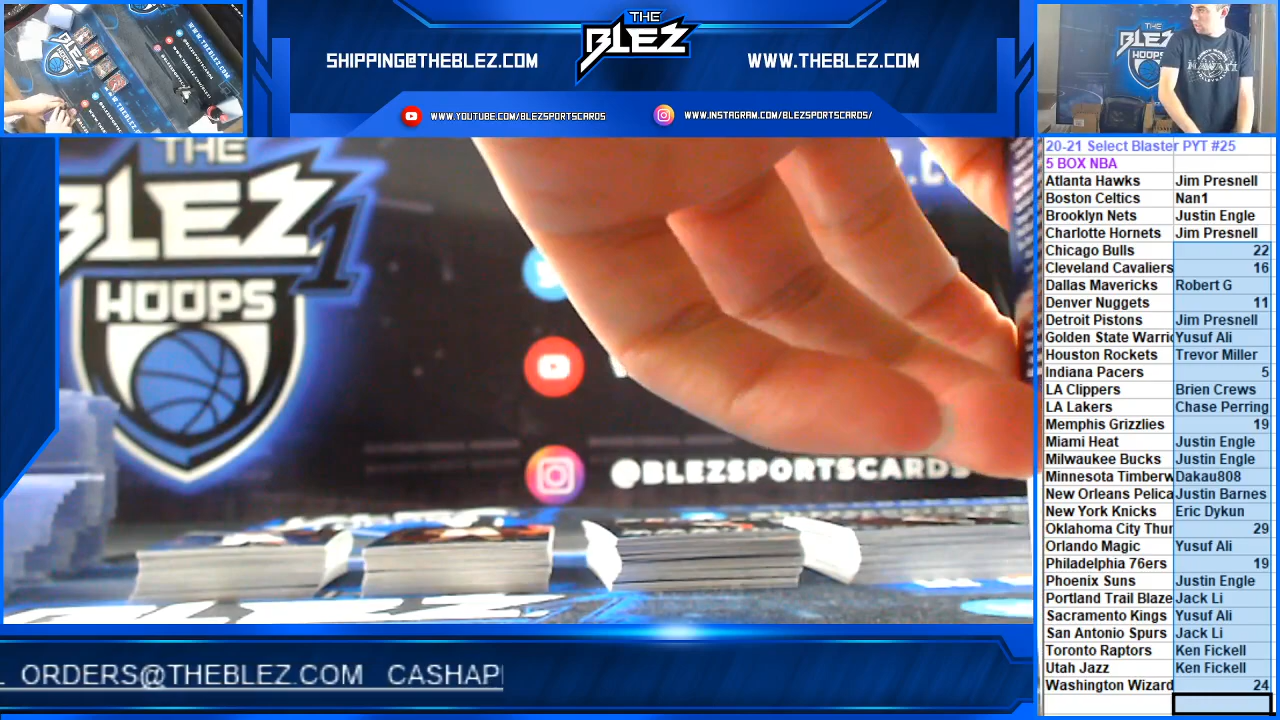 THE
BLEZ
SHIPPING@THEBLEZ.COM
WWW.THEBLEZ.COM
WWW.YOUTUBE.COM/BLEZSPORTSCARDS
WWW.INSTAGRAM.COM/BLEZSPORTSCARDS/
THE
BLEZ
HOOPS
1
@BLEZSPORTSCARDS
20-21 Select Blaster PYT #25
5 BOX NBA
Atlanta Hawks Jim Presnell
Boston Celtics Nan1
Brooklyn Nets Justin Engle
Charlotte Hornets Jim Presnell
Chicago Bulls 22
Cleveland Cavaliers 16
Dallas Mavericks Robert G
Denver Nuggets 11
Detroit Pistons Jim Presnell
Golden State Warric Yusuf Ali
Houston Rockets Trevor Miller
Indiana Pacers 5
LA Clippers Brien Crews
LA Lakers Chase Perring
Memphis Grizzlies 19
Miami Heat Justin Engle
Milwaukee Bucks Justin Engle
Minnesota Timberw Dakau808
New Orleans Pelica Justin Barnes
New York Knicks Eric Dykun
Oklahoma City Thur 29
Orlando Magic Yusuf Ali
Philadelphia 76ers 19
Phoenix Suns Justin Engle
Portland Trail Blaze Jack Li
Sacramento Kings Yusuf Ali
San Antonio Spurs Jack Li
Toronto Raptors Ken Fickell
Utah Jazz Ken Fickell
Washington Wizard 24
ORDERS@THEBLEZ.COM CASHAP